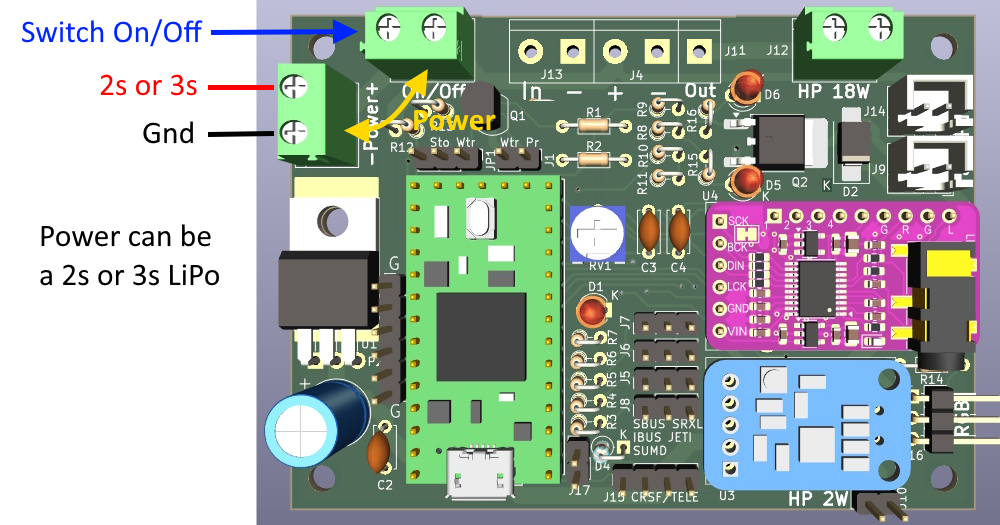 Switch On/Off
2s or 3s
Gnd
Power can be
a 2s or 3s LiPo
Power
On/Off
-Power+
J13
J4
J11
J12
In - + - Out
HP 18W
J14
J9
D6
D5
K
Q1
Q2
K
D2
R12
Sto Wtr
JP1
Wtr Pr
J1
R1
R2
R9
R8
R10
R11
R16
R15
U4
SCK
BCK
DIN
LCK
GND
VIN
1 2 3 4 G R G L
RV1
C3
C4
D1
K
G
G
U1
+
C2
J7
J6
J5
J8
R7
R6
R5
R4
R3
SBUS SRXL
IBUS JETI
SUMD
K
D4
J17
J15 CRSF/TELE
U3
HP 2W
R14
RGB
16